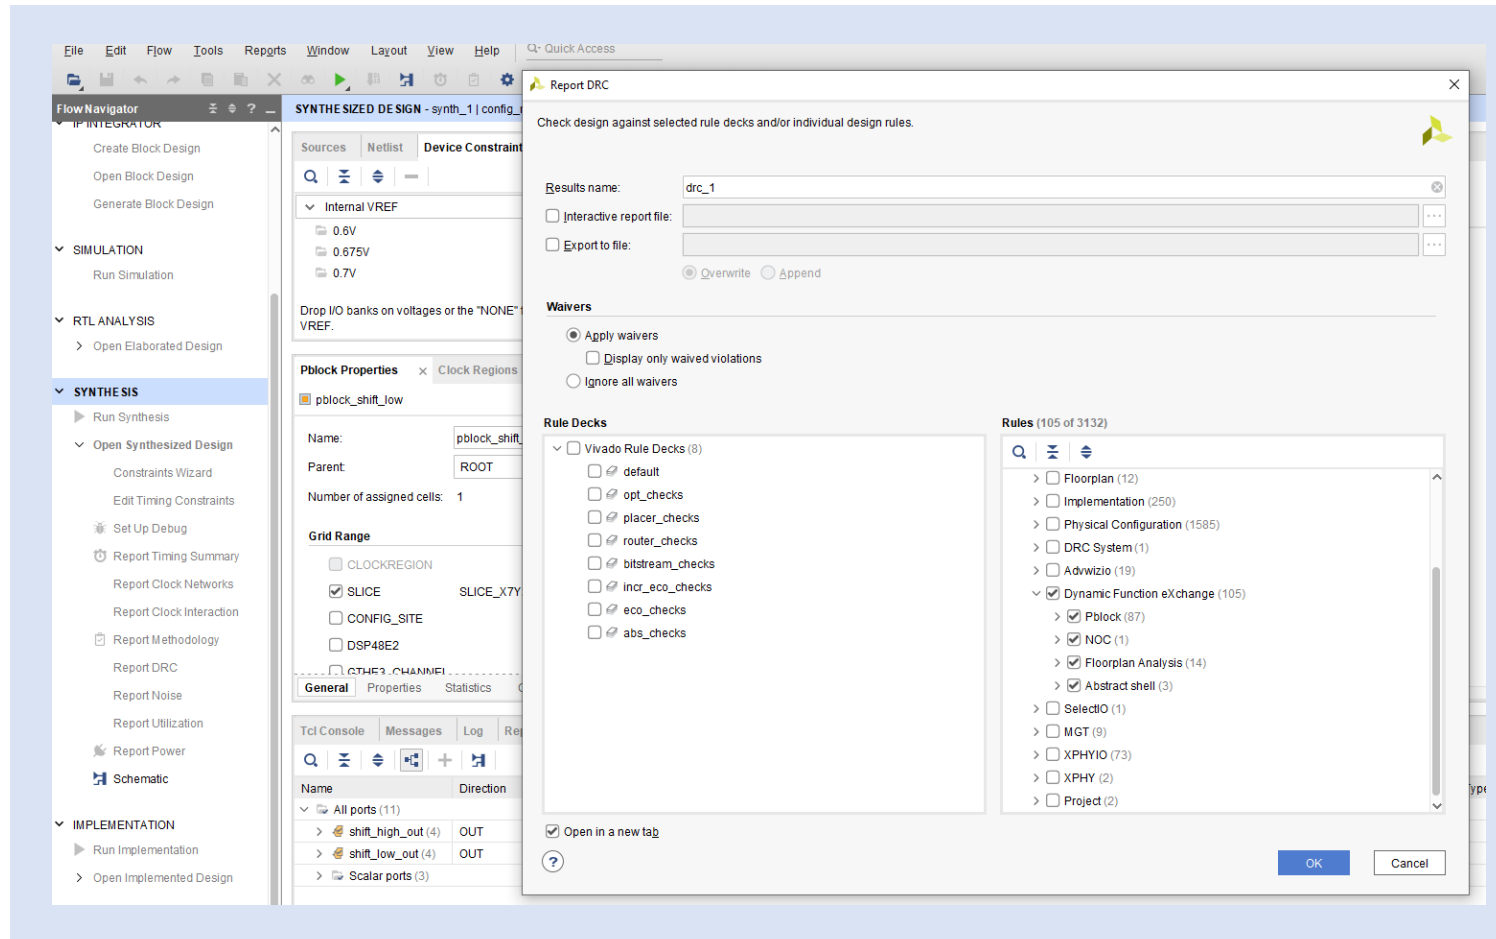 File Edit Flow Tools Reports Window Layout View Help Q- Quick Access
Flow Navigator
IP INTEGRATOR
Create Block Design
Open Block Design
Generate Block Design
SIMULATION
Run Simulation
RTL ANALYSIS
Open Elaborated Design
SYNTHESIS
Run Synthesis
Open Synthesized Design
Constraints Wizard
Edit Timing Constraints
Set Up Debug
Report Timing Summary
Report Clock Networks
Report Clock Interaction
Report Methodology
Report DRC
Report Noise
Report Utilization
Report Power
Schematic
IMPLEMENTATION
Run Implementation
Open Implemented Design
SYNTHESIZED DESIGN - synth_1 | config_
Sources Netlist Device Constraint
Internal VREF
0.6V
0.675V
0.7V
Drop I/O banks on voltages or the "NONE"
VREF.
Pblock Properties Clock Regions
pblock_shift_low
Name: pblock_shift_
Parent: ROOT
Number of assigned cells: 1
Grid Range
CLOCKREGION
SLICE SLICE_X7Y
CONFIG_SITE
DSP48E2
GTHE3_CHANNEL
General Properties Statistics
Tcl Console Messages Log Re
Name Direction
All ports (11)
shift_high_out (4) OUT
shift_low_out (4) OUT
Scalar ports (3)
Report DRC
Check design against selected rule decks and/or individual design rules.
Results name: drc_1
Interactive report file:
Export to file:
Overwrite Append
Waivers
Apply waivers
Display only waived violations
Ignore all waivers
Rule Decks
Vivado Rule Decks (8)
default
opt_checks
placer_checks
router_checks
bitstream_checks
incr_eco_checks
eco_checks
abs_checks
Rules (105 of 3132)
Floorplan (12)
Implementation (250)
Physical Configuration (1585)
DRC System (1)
Advwizio (19)
Dynamic Function eXchange (105)
Pblock (87)
NOC (1)
Floorplan Analysis (14)
Abstract shell (3)
SelectIO (1)
MGT (9)
XPHYIO (73)
XPHY (2)
Project (2)
Open in a new tab
? OK Cancel
ype